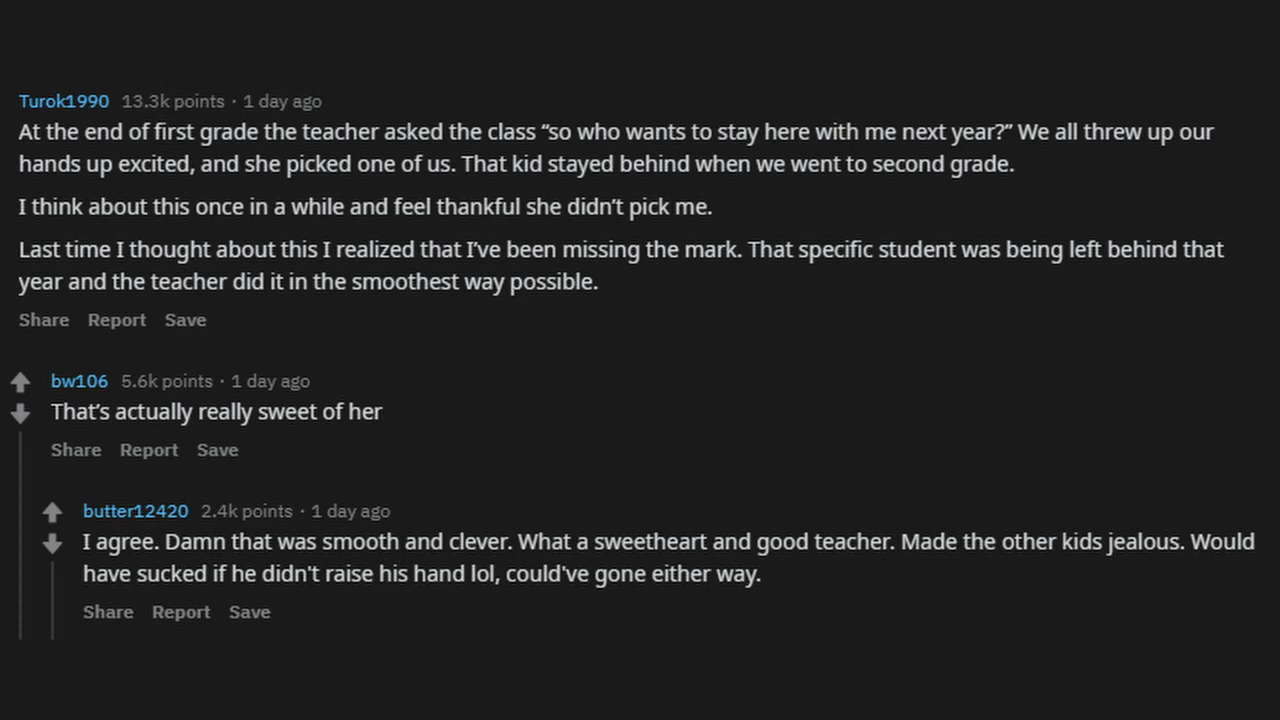 Turok1990 13.3k points · 1 day ago
At the end of first grade the teacher asked the class “so who wants to stay here with me next year?” We all threw up our
hands up excited, and she picked one of us. That kid stayed behind when we went to second grade.
I think about this once in a while and feel thankful she didn’t pick me.
Last time I thought about this I realized that I’ve been missing the mark. That specific student was being left behind that
year and the teacher did it in the smoothest way possible.
Share Report Save
bw106 5.6k points · 1 day ago
That’s actually really sweet of her
Share Report Save
butter12420 2.4k points · 1 day ago
I agree. Damn that was smooth and clever. What a sweetheart and good teacher. Made the other kids jealous. Would
have sucked if he didn't raise his hand lol, could've gone either way.
Share Report Save